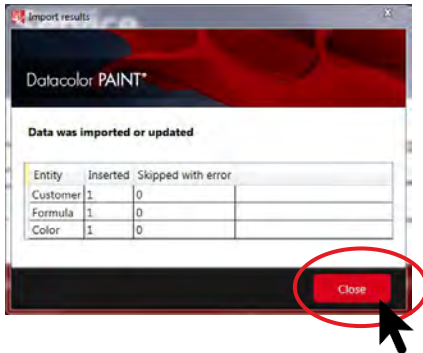 Import results
Datacolor PAINT*
Data was imported or updated
Entity Inserted Skipped with error
Customer 1 0
Formula 1 0
Color 1 0
Close